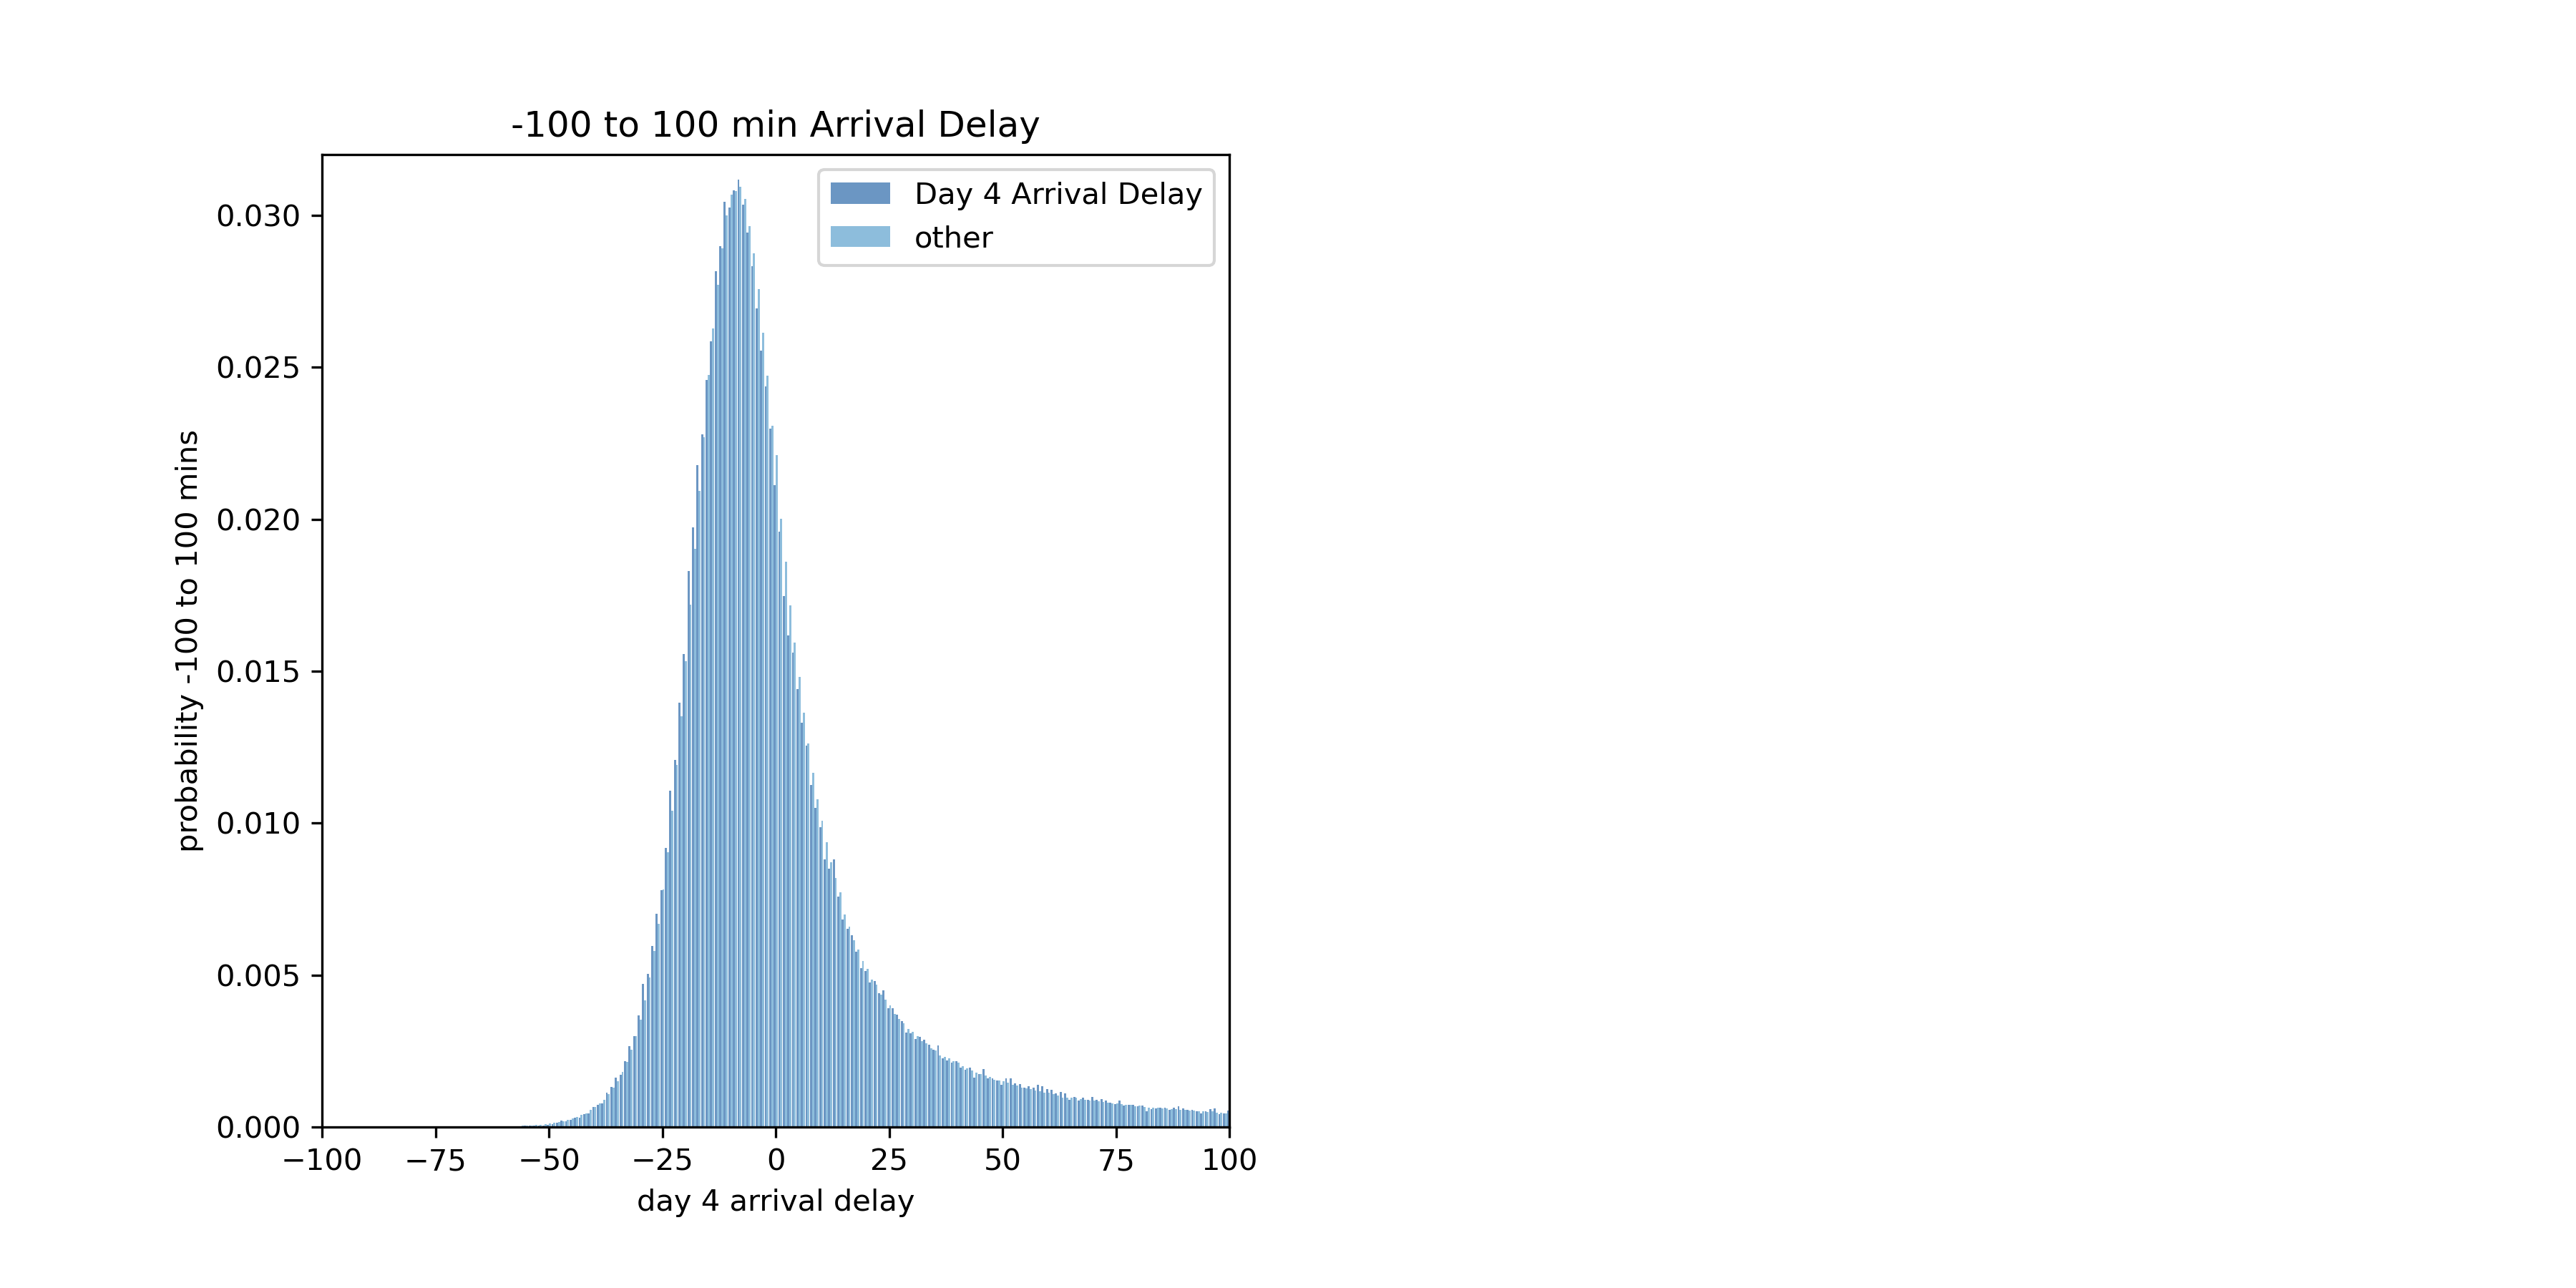 -100 to 100 min Arrival Delay
Day 4 Arrival Delay
other
probability -100 to 100 mins
0.030
0.025
0.020
0.015
0.010
0.005
0.000
−100 −75 −50 −25 0 25 50 75 100
day 4 arrival delay